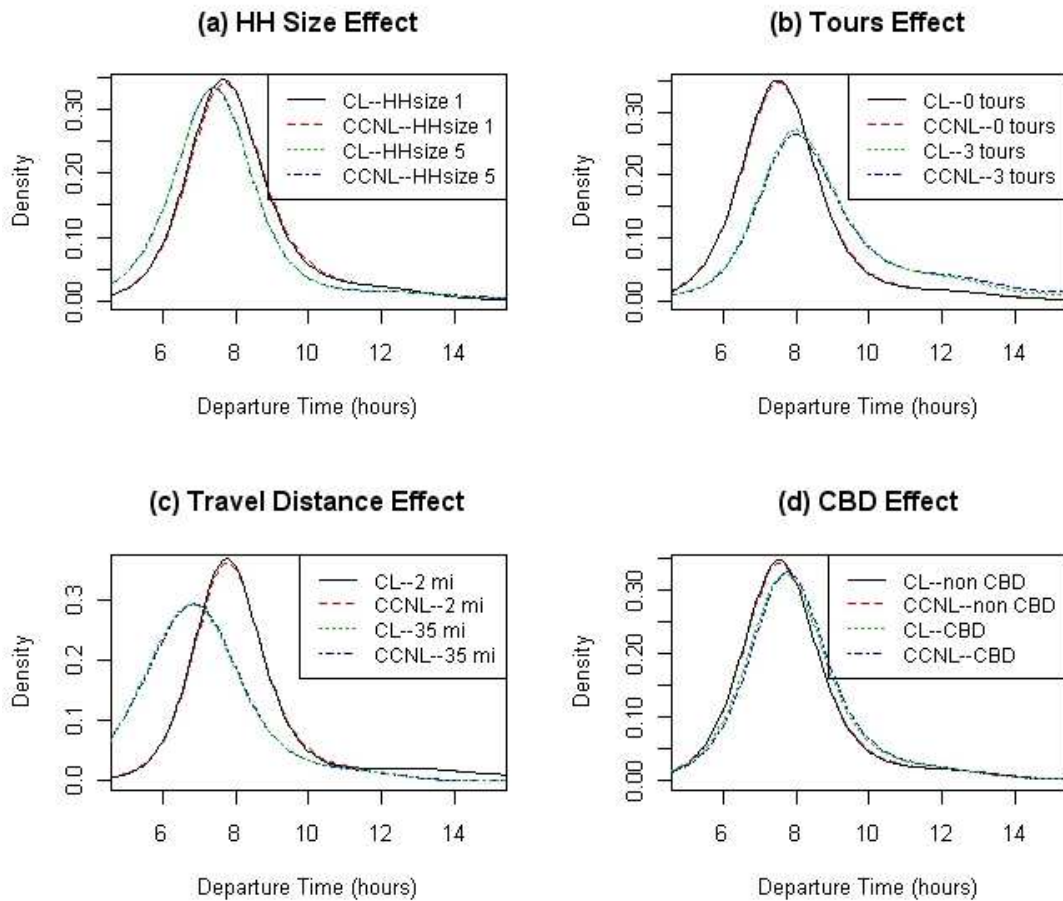 (a) HH Size Effect
CL--HHsize 1
CCNL--HHsize 1
CL--HHsize 5
CCNL--HHsize 5
Density
0.00
0.10
0.20
0.30
6
8
10
12
14
Departure Time (hours)
(b) Tours Effect
CL--0 tours
CCNL--0 tours
CL--3 tours
CCNL--3 tours
Density
0.00
0.10
0.20
0.30
6
8
10
12
14
Departure Time (hours)
(c) Travel Distance Effect
CL--2 mi
CCNL--2 mi
CL--35 mi
CCNL--35 mi
Density
0.0
0.1
0.2
0.3
6
8
10
12
14
Departure Time (hours)
(d) CBD Effect
CL--non CBD
CCNL--non CBD
CL--CBD
CCNL--CBD
Density
0.00
0.10
0.20
0.30
6
8
10
12
14
Departure Time (hours)